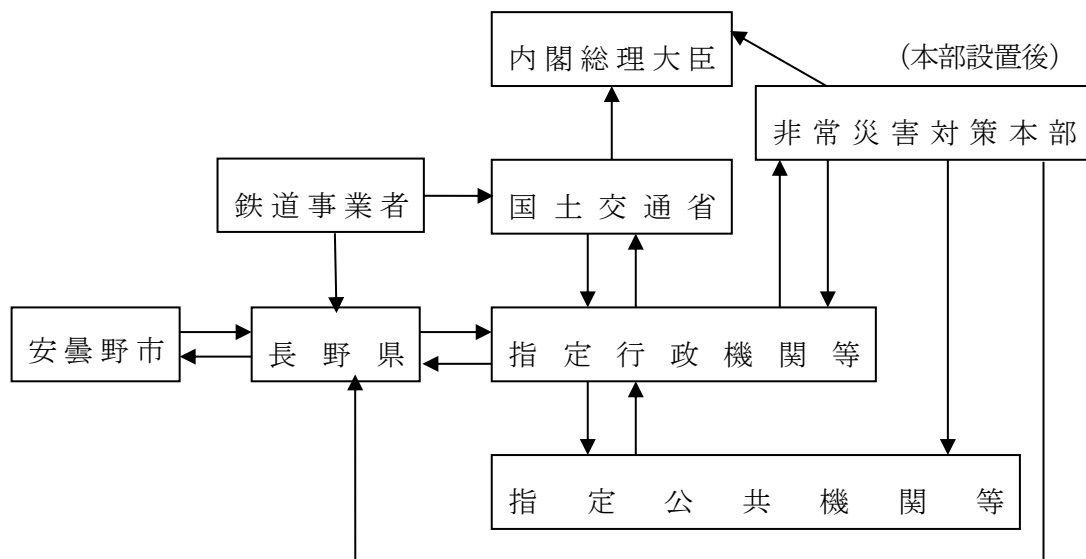 内閣総理大臣
（本部設置後）
非常災害対策本部
鉄道事業者
国土交通省
安曇野市
長野県
指定行政機関等
指定公共機関等